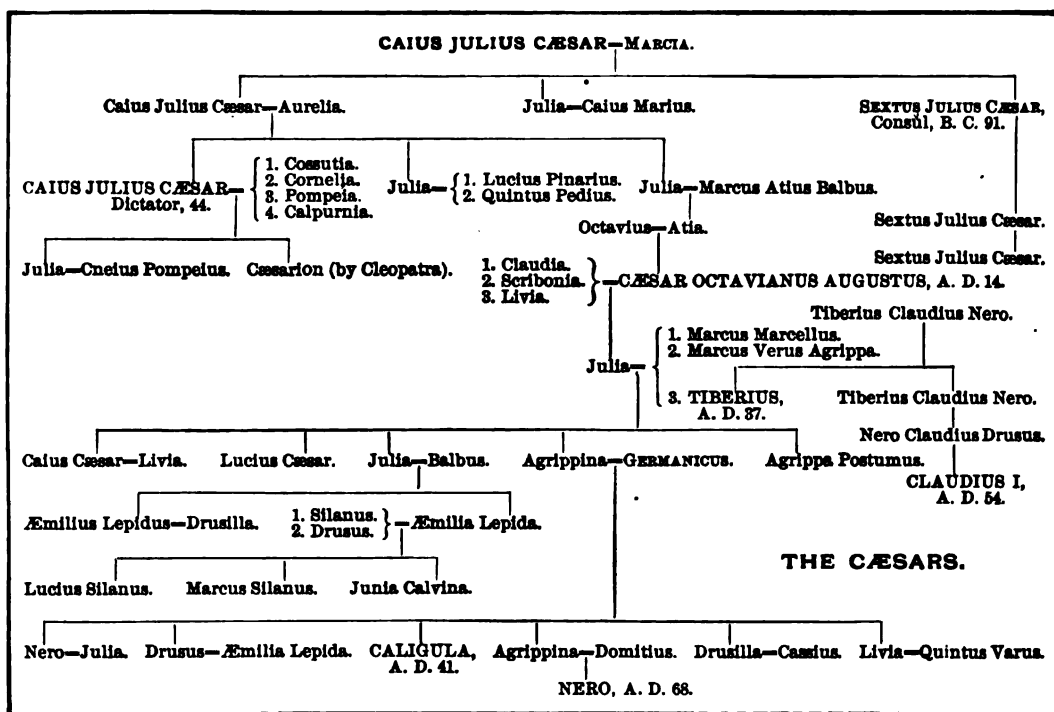 CAIUS JULIUS CÆSAR=MARCIA.
Caius Julius Cæsar=Aurelia.
Julia=Caius Marius.
SEXTUS JULIUS CÆSAR,
Consul, B. C. 91.
CAIUS JULIUS CÆSAR=
Dictator, 44.
1. Cossutia.
2. Cornelia.
3. Pompeia.
4. Calpurnia.
Julia=
1. Lucius Pinarius.
2. Quintus Pedius.
Julia=Marcus Atius Balbus.
Octavius=Atia.
Sextus Julius Cæsar.
Sextus Julius Cæsar.
Julia=Cneius Pompeius.
Cæsarion (by Cleopatra).
1. Claudia.
2. Scribonia.
3. Livia.
=CÆSAR OCTAVIANUS AUGUSTUS, A. D. 14.
Tiberius Claudius Nero.
Julia=
1. Marcus Marcellus.
2. Marcus Verus Agrippa.
3. TIBERIUS,
A. D. 37.
Tiberius Claudius Nero.
Nero Claudius Drusus.
CLAUDIUS I,
A. D. 54.
Caius Cæsar=Livia.
Lucius Cæsar.
Julia=Balbus.
Agrippina=GERMANICUS.
Agrippa Postumus.
Æmilius Lepidus=Drusilla.
1. Silanus.
2. Drusus.
=Æmilia Lepida.
Lucius Silanus.
Marcus Silanus.
Junia Calvina.
THE CÆSARS.
Nero=Julia.
Drusus=Æmilia Lepida.
CALIGULA,
A. D. 41.
Agrippina=Domitius.
Drusilla=Cassius.
Livia=Quintus Varus.
NERO, A. D. 68.